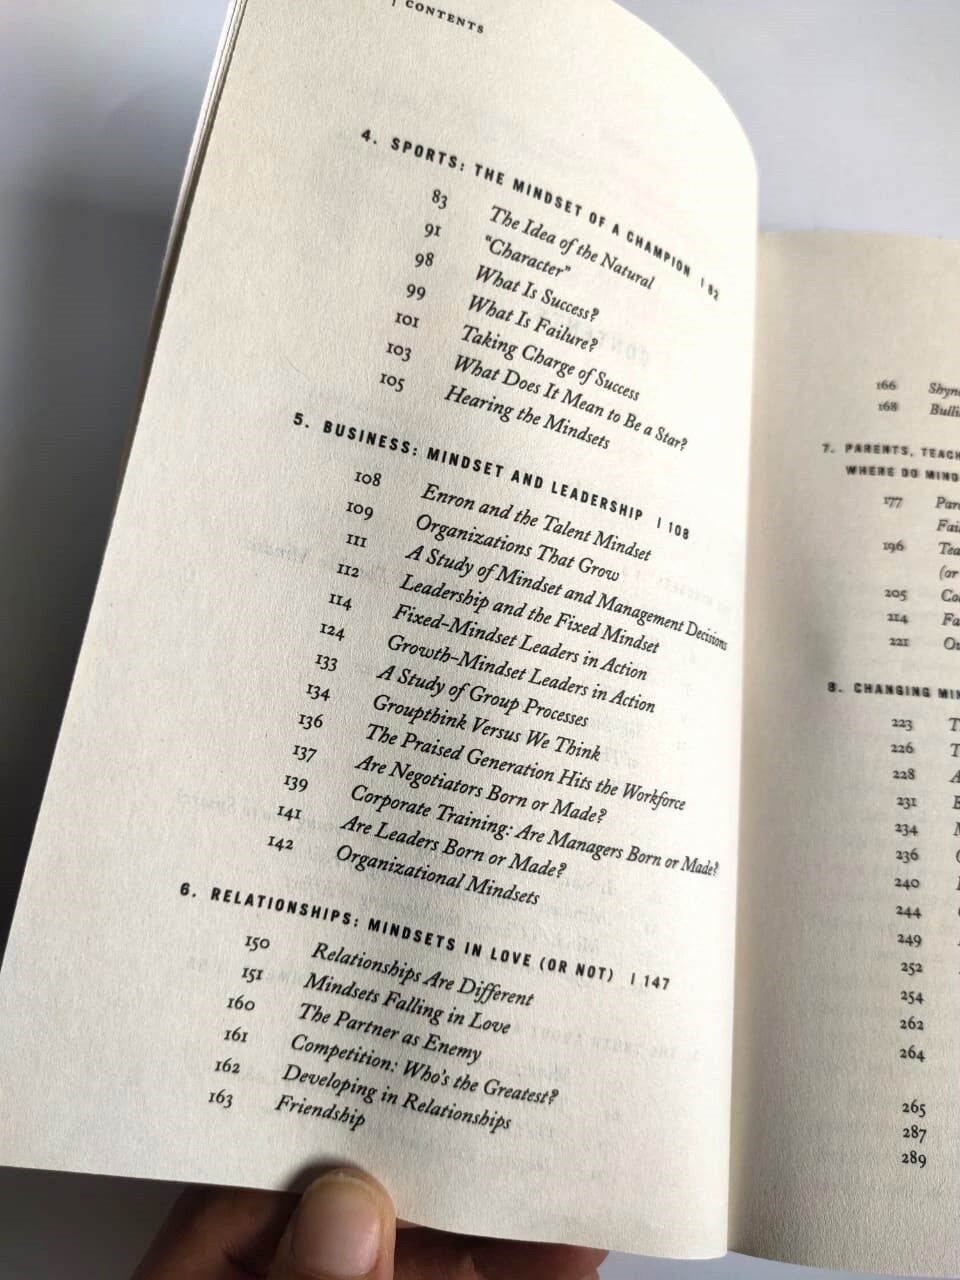 CONTENTS
4. SPORTS: THE MINDSET OF A CHAMPION | 82
83 The Idea of the Natural
91 "Character"
98 What Is Success?
99 What Is Failure?
101 Taking Charge of Success
103 What Does It Mean to Be a Star?
105 Hearing the Mindsets
5. BUSINESS: MINDSET AND LEADERSHIP | 108
108 Enron and the Talent Mindset
109 Organizations That Grow
111 A Study of Mindset and Management Decisions
112 Leadership and the Fixed Mindset
114 Fixed-Mindset Leaders in Action
124 Growth-Mindset Leaders in Action
133 A Study of Group Processes
134 Groupthink Versus We Think
136 The Praised Generation Hits the Workforce
137 Are Negotiators Born or Made?
139 Corporate Training: Are Managers Born or Made?
141 Are Leaders Born or Made?
142 Organizational Mindsets
6. RELATIONSHIPS: MINDSETS IN LOVE (OR NOT) | 147
150 Relationships Are Different
151 Mindsets Falling in Love
160 The Partner as Enemy
161 Competition: Who's the Greatest?
162 Developing in Relationships
163 Friendship
166
168
7. PARENTS,
WHERE DO
177
196
(or
205
214
221
8. CHANGING
223
226
228
231
234
236
240
244
249
252
254
262
264
265
287
289